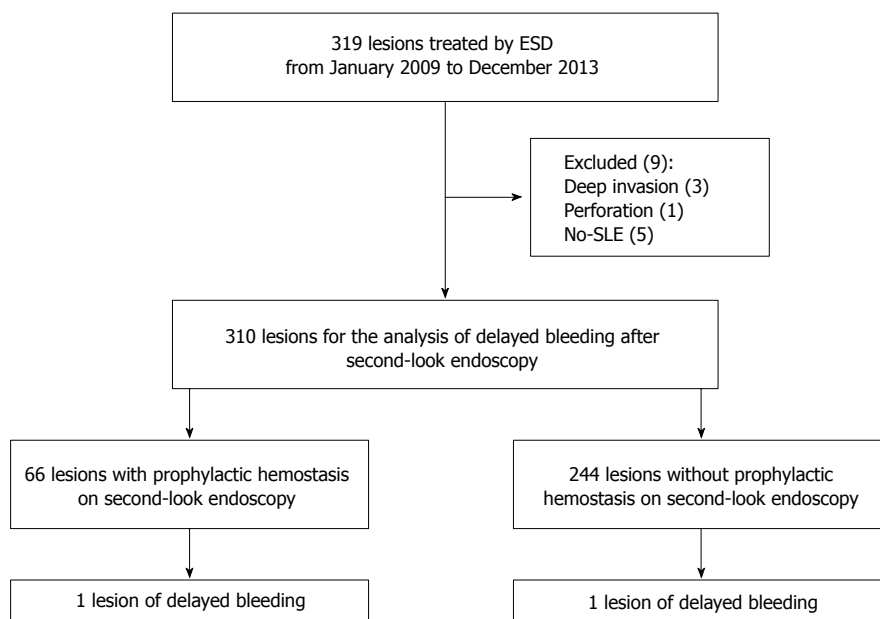 319 lesions treated by ESD
from January 2009 to December 2013
Excluded (9):
Deep invasion (3)
Perforation (1)
No-SLE (5)
310 lesions for the analysis of delayed bleeding after
second-look endoscopy
66 lesions with prophylactic hemostasis
on second-look endoscopy
244 lesions without prophylactic
hemostasis on second-look endoscopy
1 lesion of delayed bleeding
1 lesion of delayed bleeding